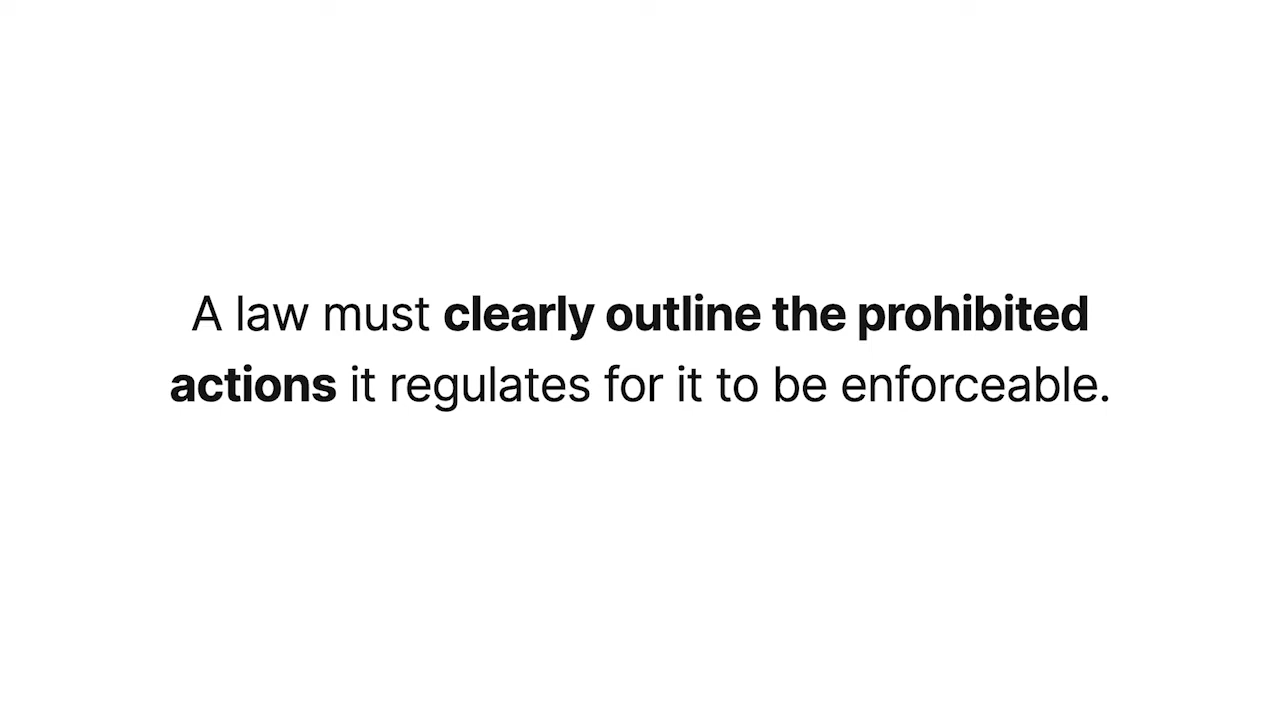 A law must clearly outline the prohibited
actions it regulates for it to be enforceable.